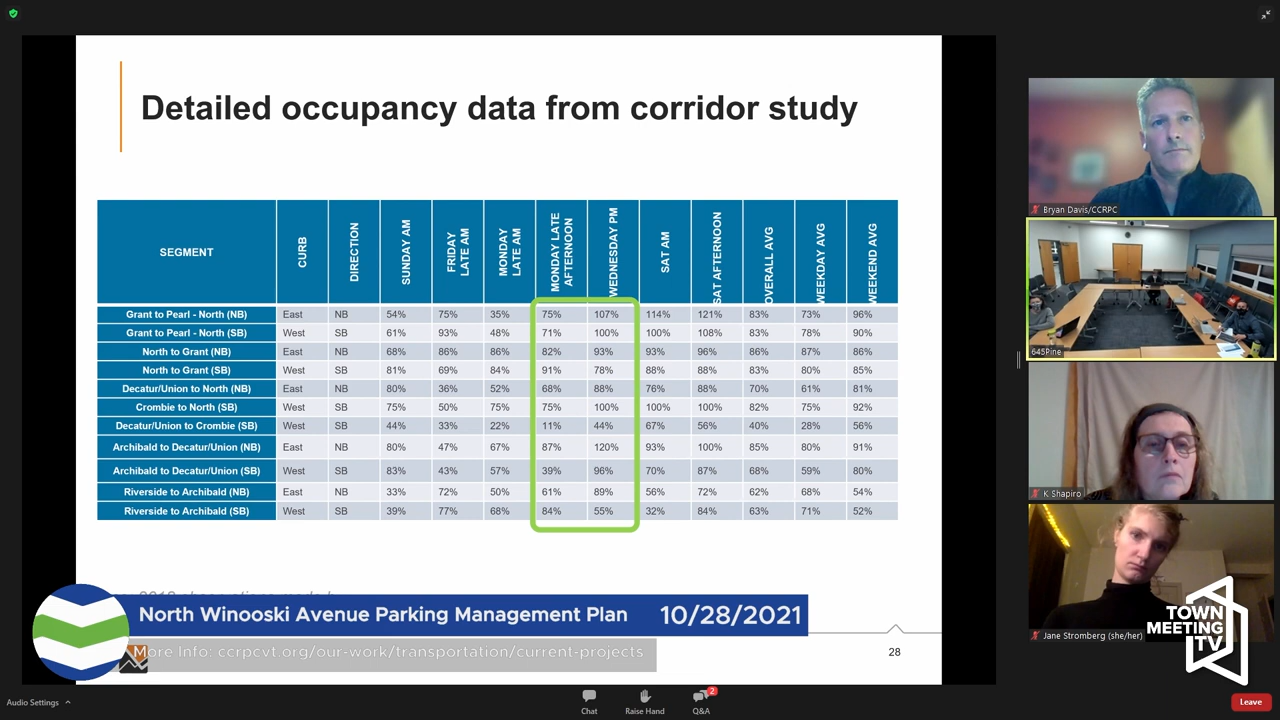 Detailed occupancy data from corridor study
SEGMENT CURB DIRECTION SUNDAY AM FRIDAY LATE AM MONDAY LATE AM MONDAY LATE AFTERNOON WEDNESDAY PM SAT AM SAT AFTERNOON OVERALL AVG WEEKDAY AVG WEEKEND AVG
Grant to Pearl - North (NB) East NB 54% 75% 35% 75% 107% 114% 121% 83% 73% 96%
Grant to Pearl - North (SB) West SB 61% 93% 48% 71% 100% 100% 108% 83% 78% 90%
North to Grant (NB) East NB 68% 86% 86% 82% 93% 93% 96% 86% 87% 86%
North to Grant (SB) West SB 81% 69% 84% 91% 78% 88% 88% 83% 80% 85%
Decatur/Union to North (NB) East NB 80% 36% 52% 68% 88% 76% 88% 70% 61% 81%
Crombie to North (SB) West SB 75% 50% 75% 75% 100% 100% 100% 82% 75% 92%
Decatur/Union to Crombie (SB) West SB 44% 33% 22% 11% 44% 67% 56% 40% 28% 56%
Archibald to Decatur/Union (NB) East NB 80% 47% 67% 87% 120% 93% 100% 85% 80% 91%
Archibald to Decatur/Union (SB) West SB 83% 43% 57% 39% 96% 70% 87% 68% 59% 80%
Riverside to Archibald (NB) East NB 33% 72% 50% 61% 89% 56% 72% 62% 68% 54%
Riverside to Archibald (SB) West SB 39% 77% 68% 84% 55% 32% 84% 63% 71% 52%
North Winooski Avenue Parking Management Plan 10/28/2021
More Info: ccrpcvt.org/our-work/transportation/current-projects
28
Bryan Davis/CCRPC
645Pine
K Shapiro
Jane Stromberg (she/her)
TOWN
MEETING
TV
Audio Settings
Chat
Raise Hand
2
Q&A
Leave